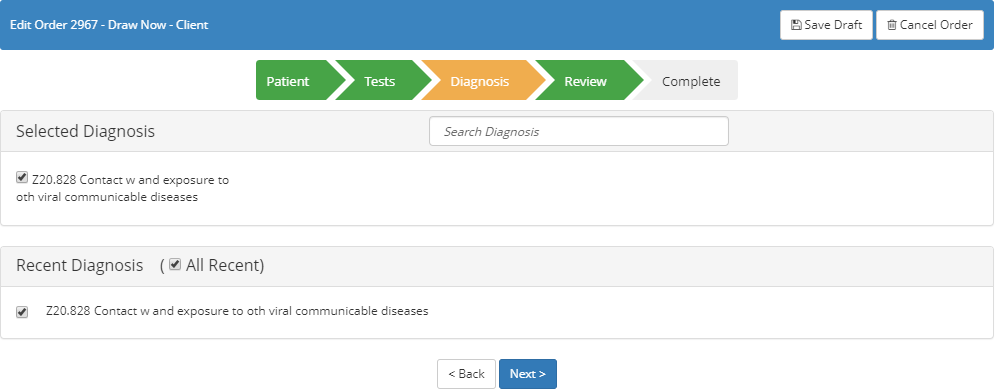 Edit Order 2967 - Draw Now - Client
Save Draft
Cancel Order
Patient
Tests
Diagnosis
Review
Complete
Selected Diagnosis
Search Diagnosis
Z20.828 Contact w and exposure to
oth viral communicable diseases
Recent Diagnosis ( All Recent)
Z20.828 Contact w and exposure to oth viral communicable diseases
< Back
Next >